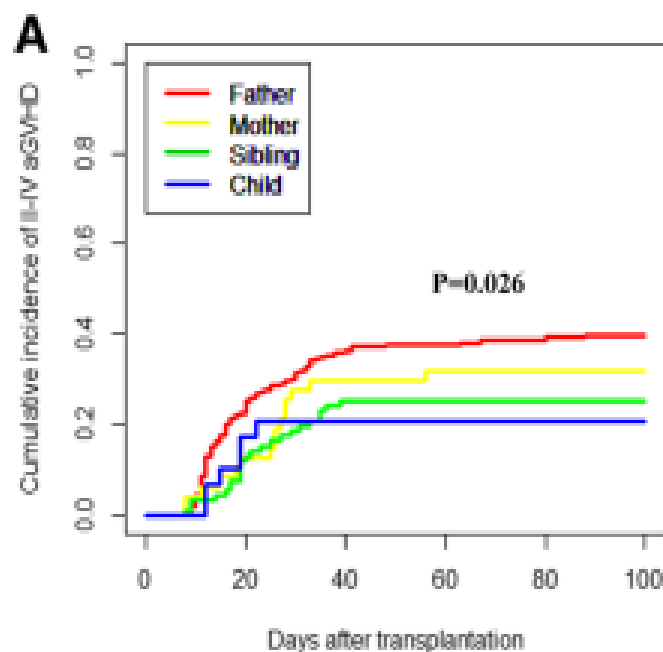 A
Cumulative incidence of II-IV aGVHD
1.0
0.8
0.6
0.4
0.2
0.0
Father
Mother
Sibling
Child
P=0.026
0 20 40 60 80 100
Days after transplantation